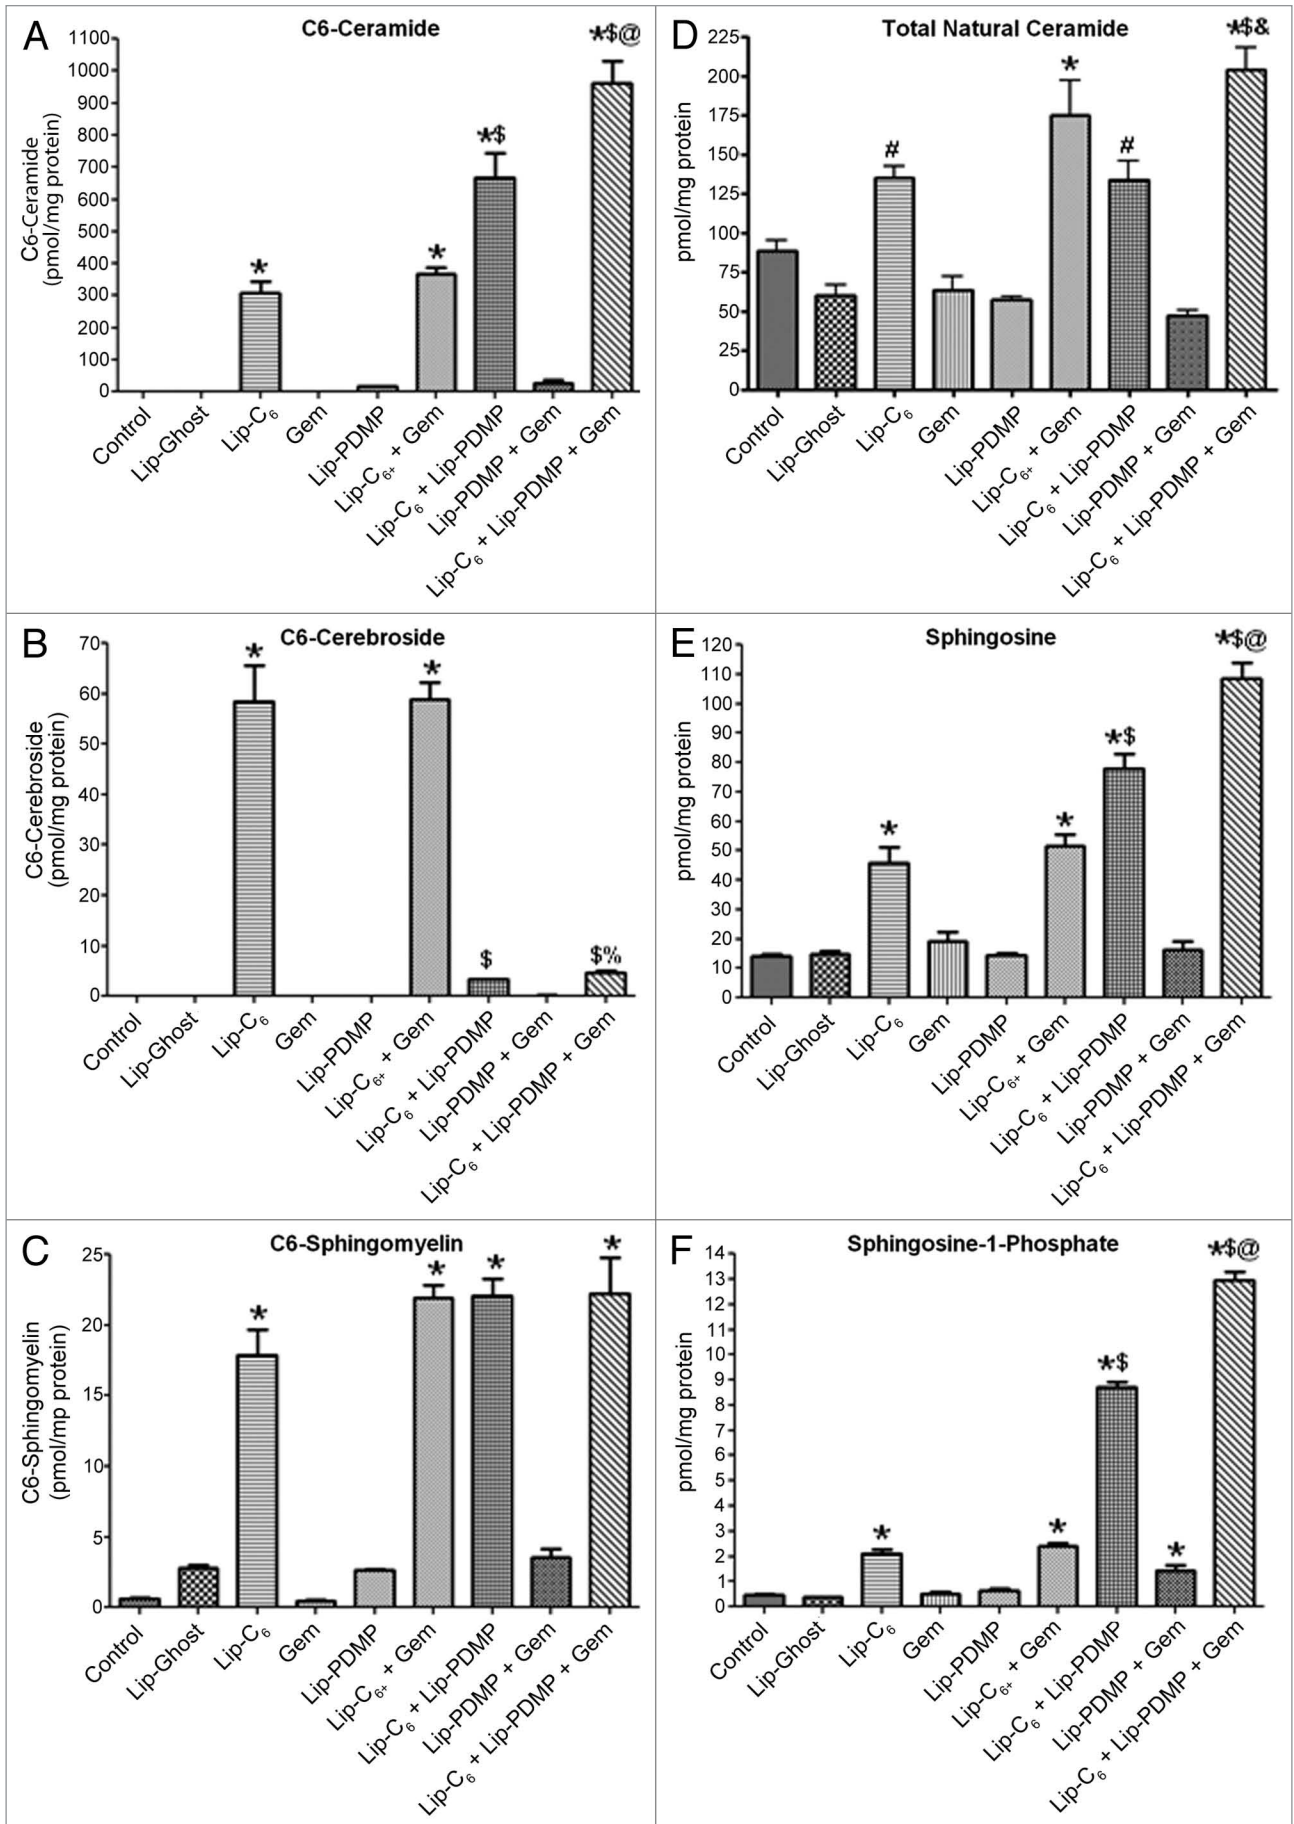 A
C6-Ceramide
C6-Ceramide
(pmol/mg protein)
1100
1000
900
800
700
600
500
400
300
200
100
0
*
*
*$
*$@
Control
Lip-Ghost
Lip-C6
Gem
Lip-PDMP
Lip-C6+ + Gem
Lip-C6 + Lip-PDMP
Lip-PDMP + Gem
Lip-C6 + Lip-PDMP + Gem
D
Total Natural Ceramide
pmol/mg protein
225
200
175
150
125
100
75
50
25
0
#
*
#
*$&
Control
Lip-Ghost
Lip-C6
Gem
Lip-PDMP
Lip-C6+ + Gem
Lip-C6 + Lip-PDMP
Lip-PDMP + Gem
Lip-C6 + Lip-PDMP + Gem
B
C6-Cerebroside
C6-Cerebroside
(pmol/mg protein)
70
60
50
40
30
20
10
0
*
*
$
$%
Control
Lip-Ghost
Lip-C6
Gem
Lip-PDMP
Lip-C6+ + Gem
Lip-C6 + Lip-PDMP
Lip-PDMP + Gem
Lip-C6 + Lip-PDMP + Gem
E
Sphingosine
pmol/mg protein
120
110
100
90
80
70
60
50
40
30
20
10
0
*
*
*$
*$@
Control
Lip-Ghost
Lip-C6
Gem
Lip-PDMP
Lip-C6+ + Gem
Lip-C6 + Lip-PDMP
Lip-PDMP + Gem
Lip-C6 + Lip-PDMP + Gem
C
C6-Sphingomyelin
C6-Sphingomyelin
(pmol/mp protein)
25
20
15
10
5
0
*
*
*
*
Control
Lip-Ghost
Lip-C6
Gem
Lip-PDMP
Lip-C6+ + Gem
Lip-C6 + Lip-PDMP
Lip-PDMP + Gem
Lip-C6 + Lip-PDMP + Gem
F
Sphingosine-1-Phosphate
pmol/mg protein
14
13
12
11
10
9
8
7
6
5
4
3
2
1
0
*
*
*$
*
*$@
Control
Lip-Ghost
Lip-C6
Gem
Lip-PDMP
Lip-C6+ + Gem
Lip-C6 + Lip-PDMP
Lip-PDMP + Gem
Lip-C6 + Lip-PDMP + Gem